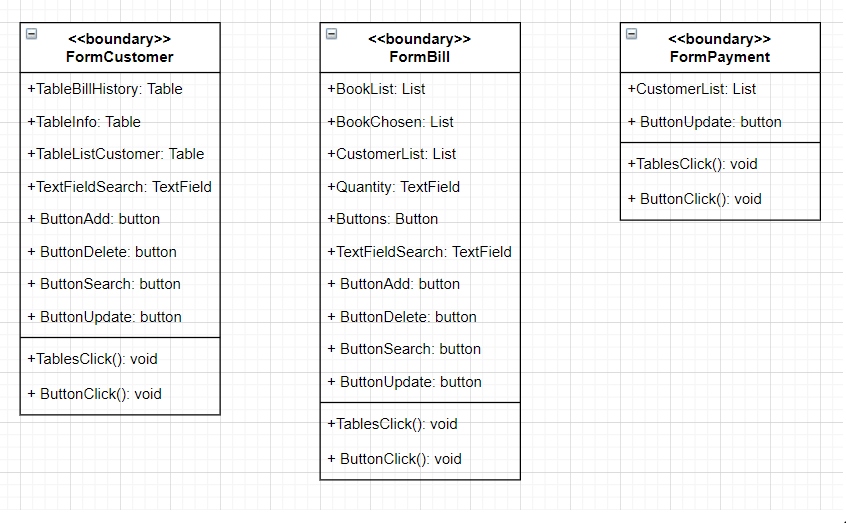 <<boundary>>
FormCustomer
+TableBillHistory: Table
+TableInfo: Table
+TableListCustomer: Table
+TextFieldSearch: TextField
+ ButtonAdd: button
+ ButtonDelete: button
+ ButtonSearch: button
+ ButtonUpdate: button
+TablesClick(): void
+ ButtonClick(): void
<<boundary>>
FormBill
+BookList: List
+BookChosen: List
+CustomerList: List
+Quantity: TextField
+Buttons: Button
+TextFieldSearch: TextField
+ ButtonAdd: button
+ ButtonDelete: button
+ ButtonSearch: button
+ ButtonUpdate: button
+TablesClick(): void
+ ButtonClick(): void
<<boundary>>
FormPayment
+CustomerList: List
+ ButtonUpdate: button
+TablesClick(): void
+ ButtonClick(): void